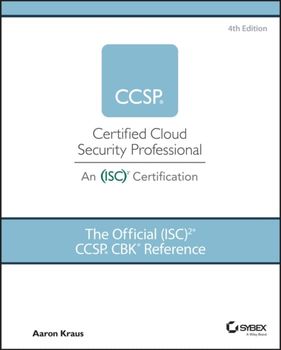 4th Edition
CCSP®
Certified Cloud
Security Professional
An (ISC)² Certification
The Official (ISC)²®
CCSP® CBK® Reference
Aaron Kraus
SYBEX
A Wiley Brand